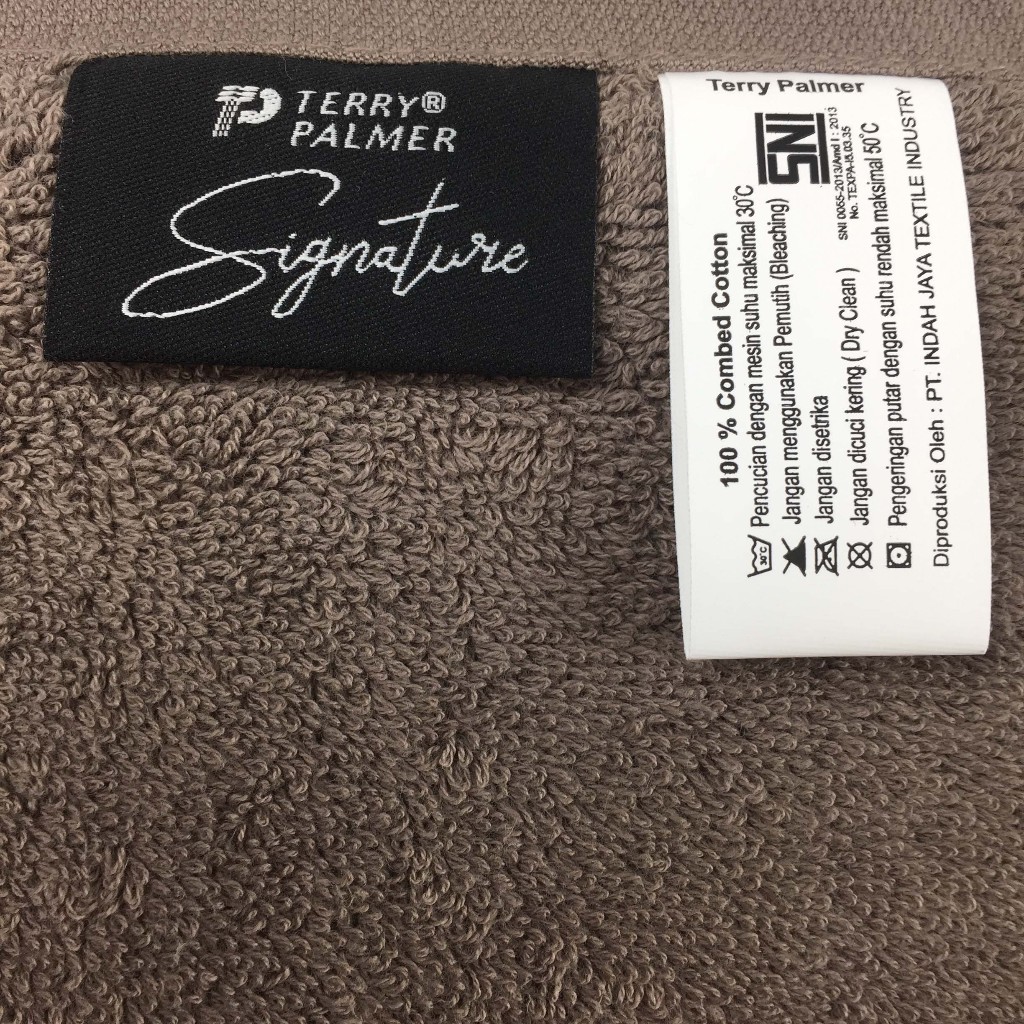 TERRY®
PALMER
Signature
Terry Palmer
SNI
SNI 0055-2013/Amd I : 2013
No. TEXPA-I6.03.35
100 % Combed Cotton
30°C Pencucian dengan mesin suhu maksimal 30°C
Jangan menggunakan Pemutih (Bleaching)
Jangan disetrika
Jangan dicuci kering ( Dry Clean )
Pengeringan putar dengan suhu rendah maksimal 50°C
Diproduksi Oleh : PT. INDAH JAYA TEXTILE INDUSTRY